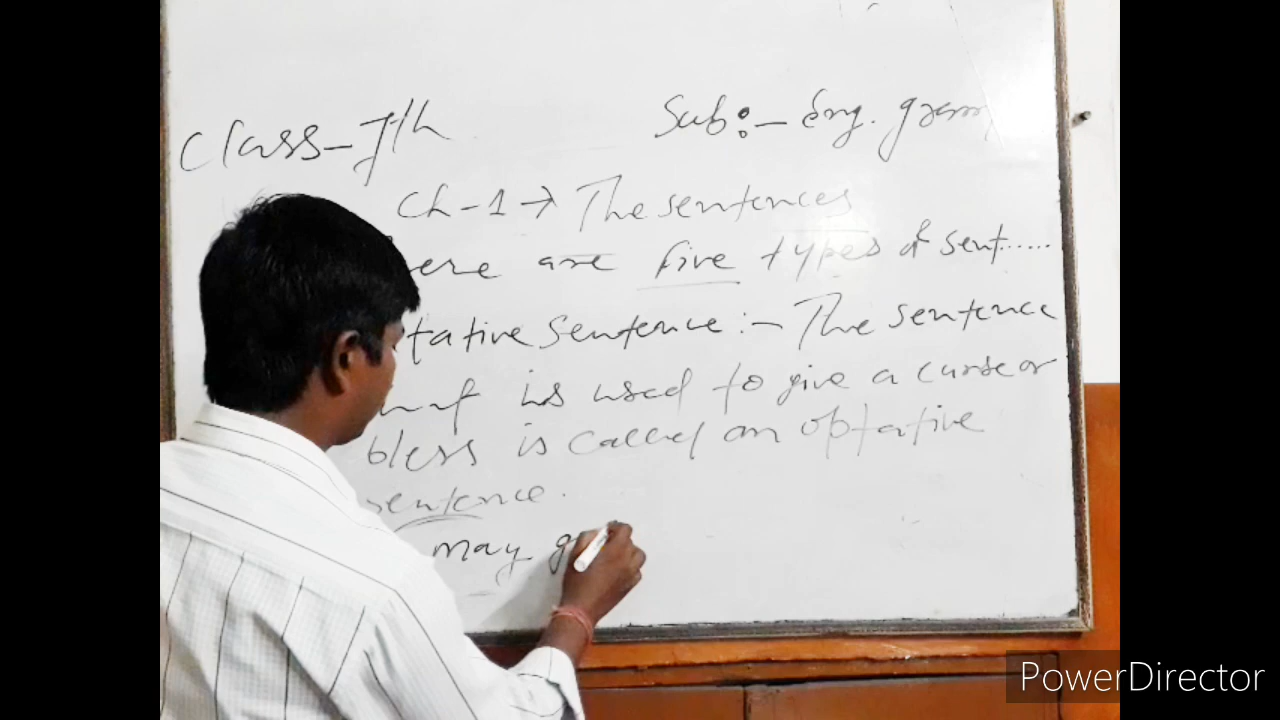 Class-7th
Sub:- Eng. gram
Ch-1 → The sentences
ere are five types of sent......
tative Sentence:- The sentence
is used to give a curse or
bless is called an optative
sentence.
may g
PowerDirector